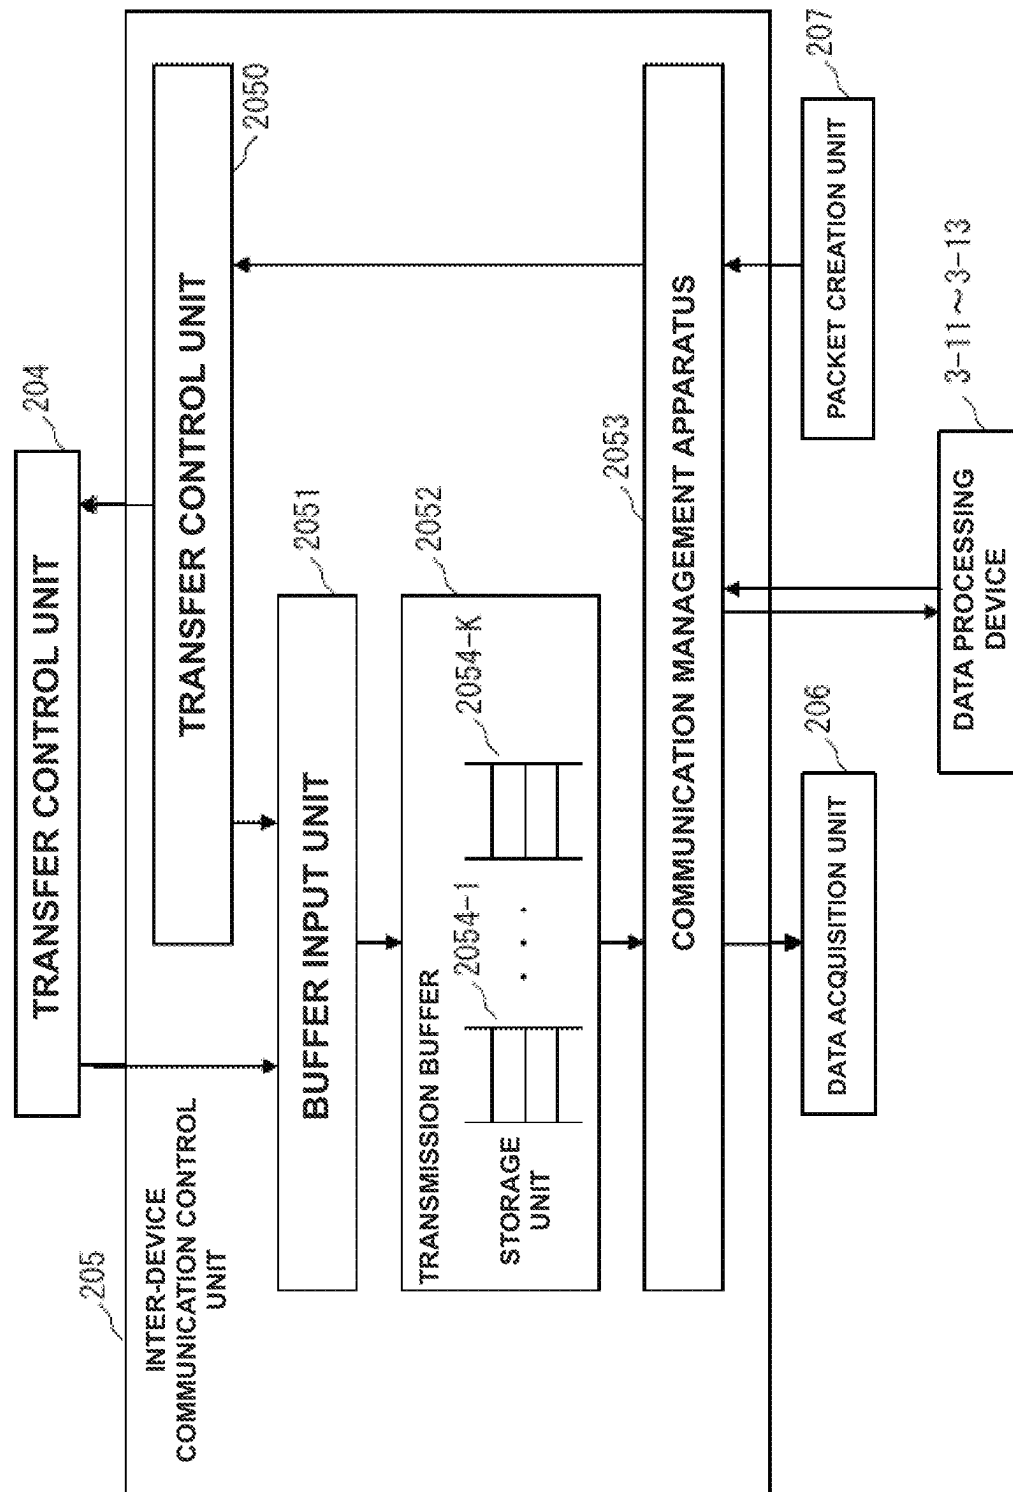 205
INTER-DEVICE
COMMUNICATION CONTROL
UNIT
204
TRANSFER CONTROL UNIT
2050
TRANSFER CONTROL UNIT
2051
BUFFER INPUT UNIT
2052
TRANSMISSION BUFFER
STORAGE
UNIT
2054-1
. . .
2054-K
2053
COMMUNICATION MANAGEMENT APPARATUS
206
DATA ACQUISITION UNIT
207
PACKET CREATION UNIT
3-11～3-13
DATA PROCESSING
DEVICE